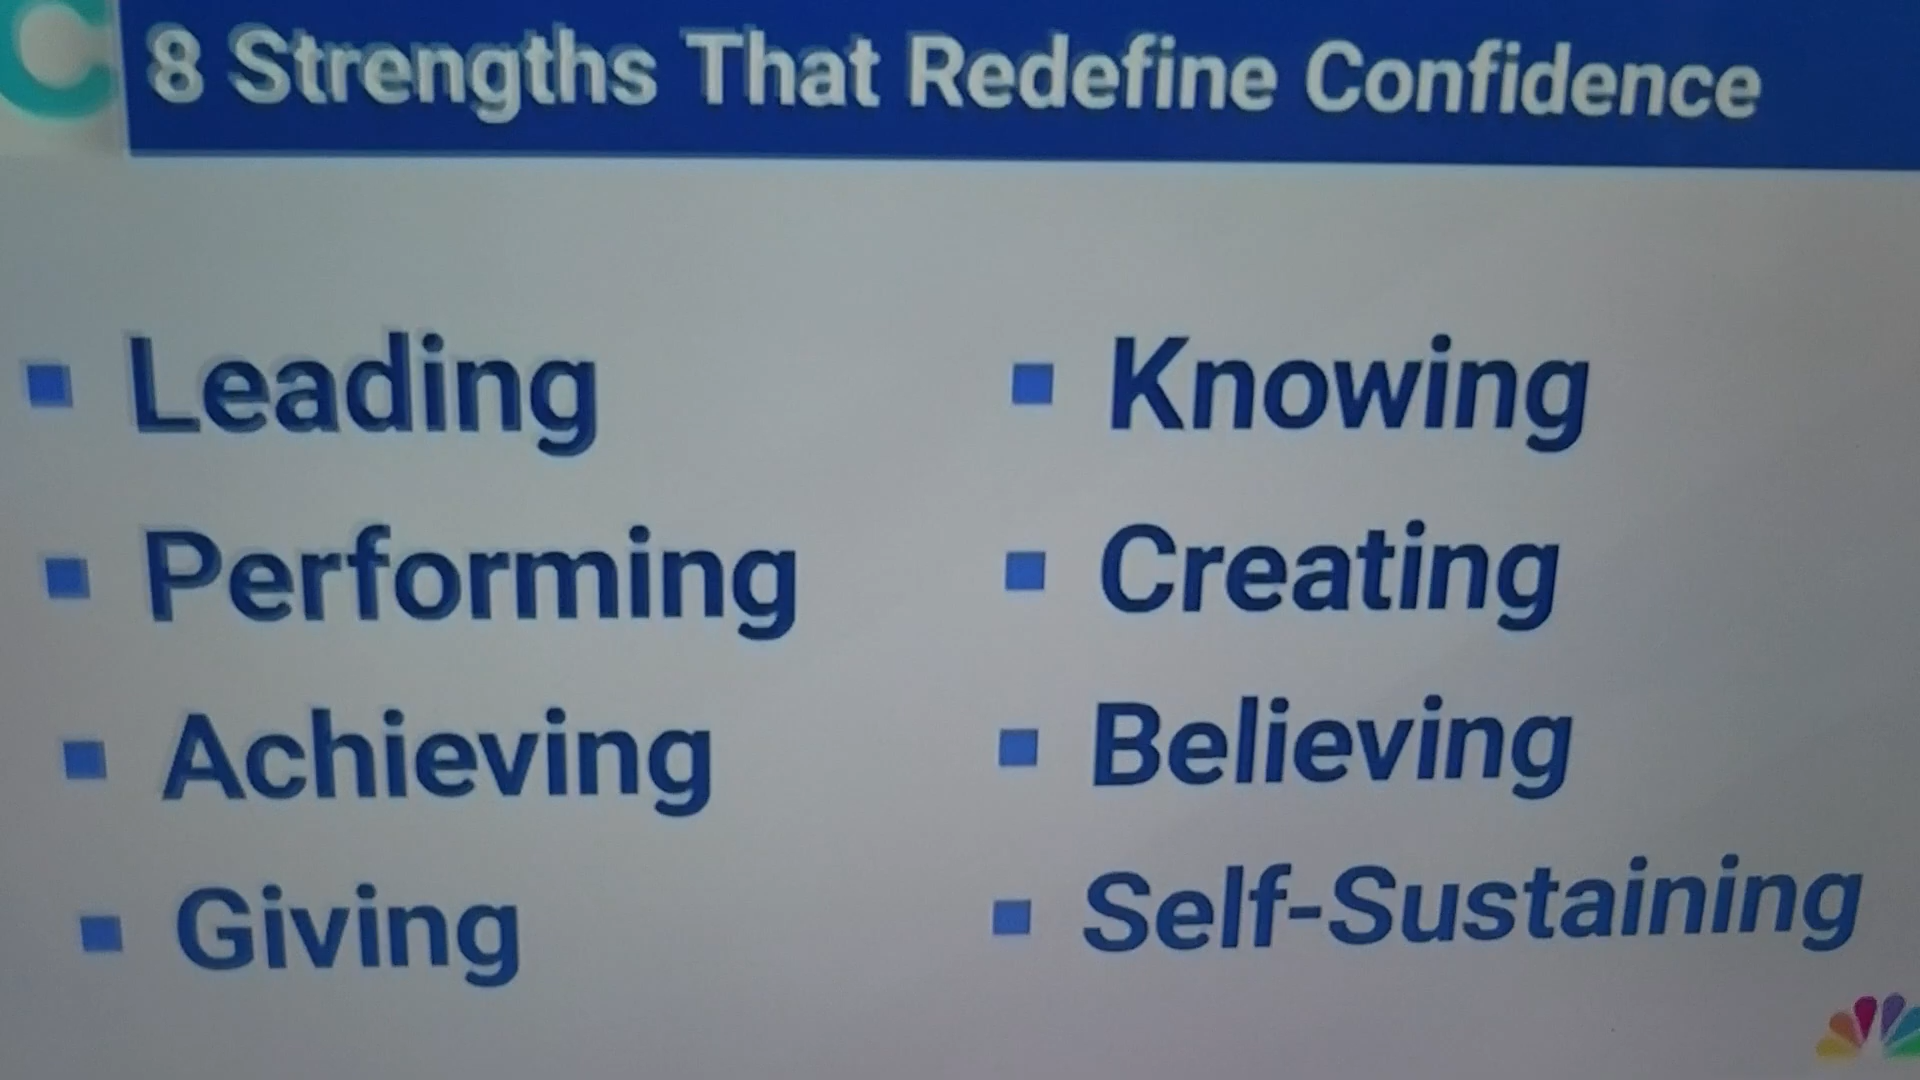 8 Strengths That Redefine Confidence
Leading
Performing
Achieving
Giving
Knowing
Creating
Believing
Self-Sustaining